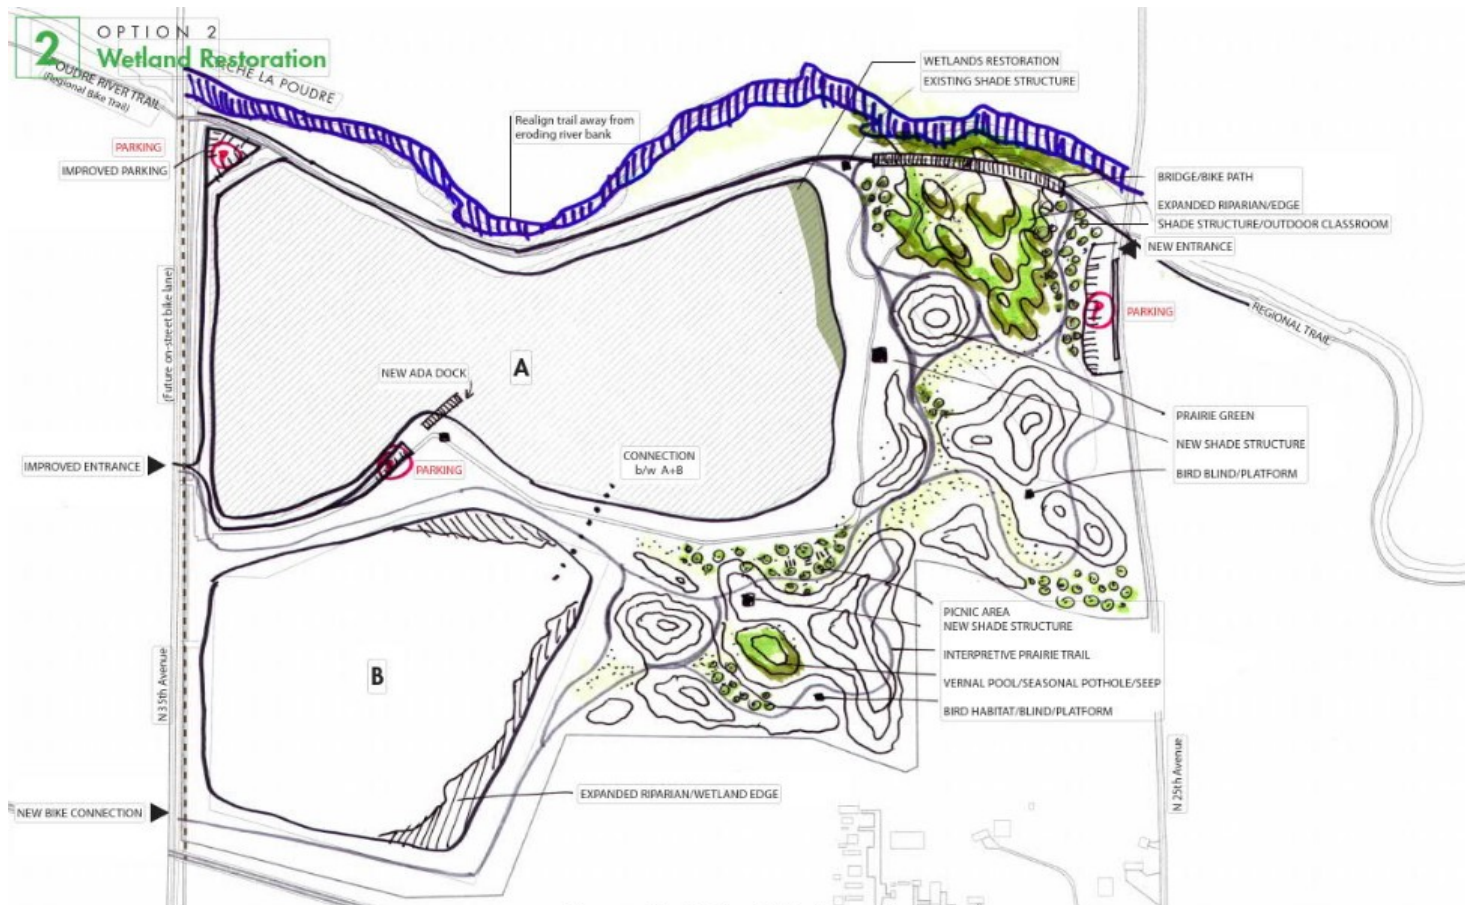 2
OPTION 2
Wetland Restoration
CHE LA POUDRE
OUDRE RIVER TRAIL
(Regional Bike Trail)
WETLANDS RESTORATION
EXISTING SHADE STRUCTURE
Realign trail away from
eroding river bank
PARKING
IMPROVED PARKING
P
BRIDGE/BIKE PATH
EXPANDED RIPARIAN/EDGE
SHADE STRUCTURE/OUTDOOR CLASSROOM
NEW ENTRANCE
P
PARKING
REGIONAL TRAIL
(Future on-street bike lane)
A
NEW ADA DOCK
PRAIRIE GREEN
NEW SHADE STRUCTURE
BIRD BLIND/PLATFORM
IMPROVED ENTRANCE
PARKING
CONNECTION
b/w A+B
PICNIC AREA
NEW SHADE STRUCTURE
INTERPRETIVE PRAIRIE TRAIL
VERNAL POOL/SEASONAL POTHOLE/SEEP
BIRD HABITAT/BLIND/PLATFORM
B
N 35th Avenue
N 25th Avenue
EXPANDED RIPARIAN/WETLAND EDGE
NEW BIKE CONNECTION